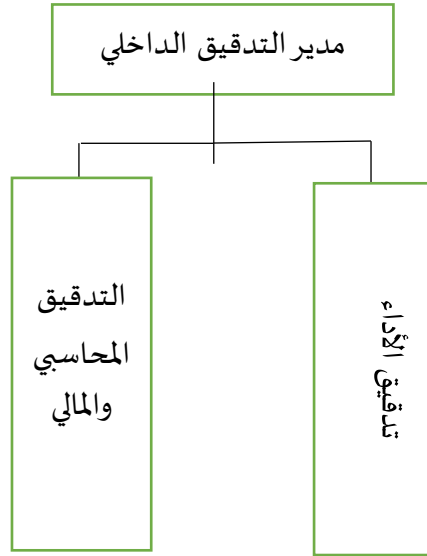 مدير التدقيق الداخلي
تدقيق الأداء
التدقيق
المحاسبي
والمالي